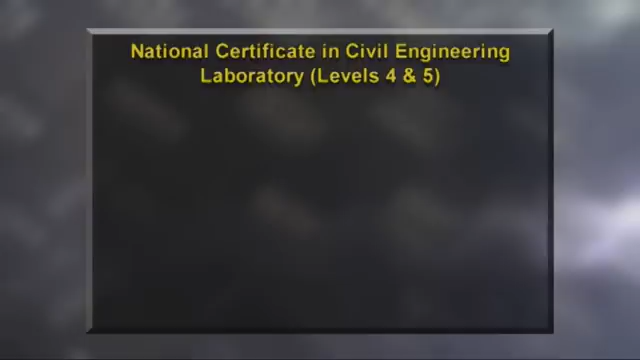 National Certificate in Civil Engineering
Laboratory (Levels 4 & 5)